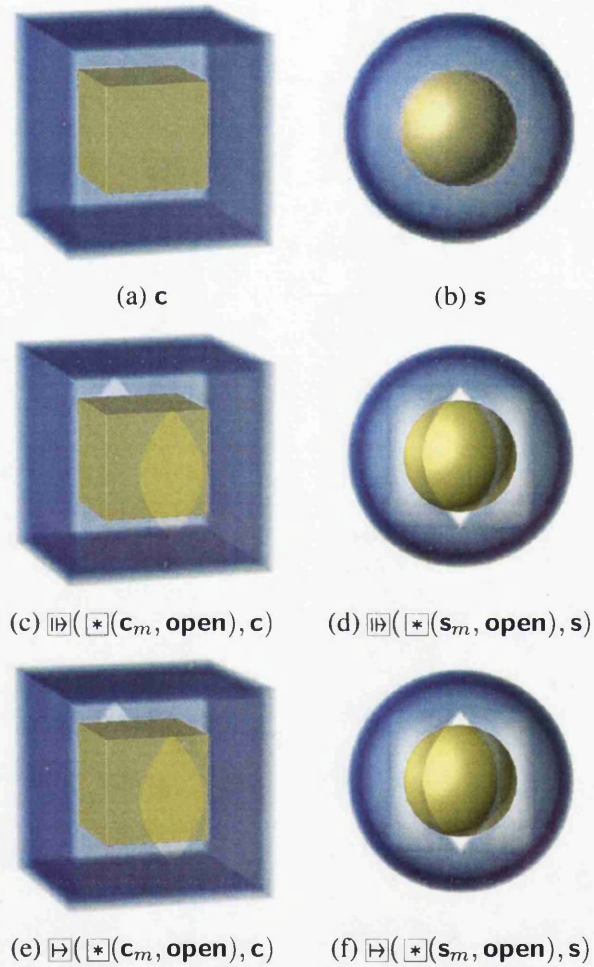 (a) c
(b) s
(c) ⊪→(⊡*(c_m, open), c)
(d) ⊪→(⊡*(s_m, open), s)
(e) ↦(⊡*(c_m, open), c)
(f) ↦(⊡*(s_m, open), s)